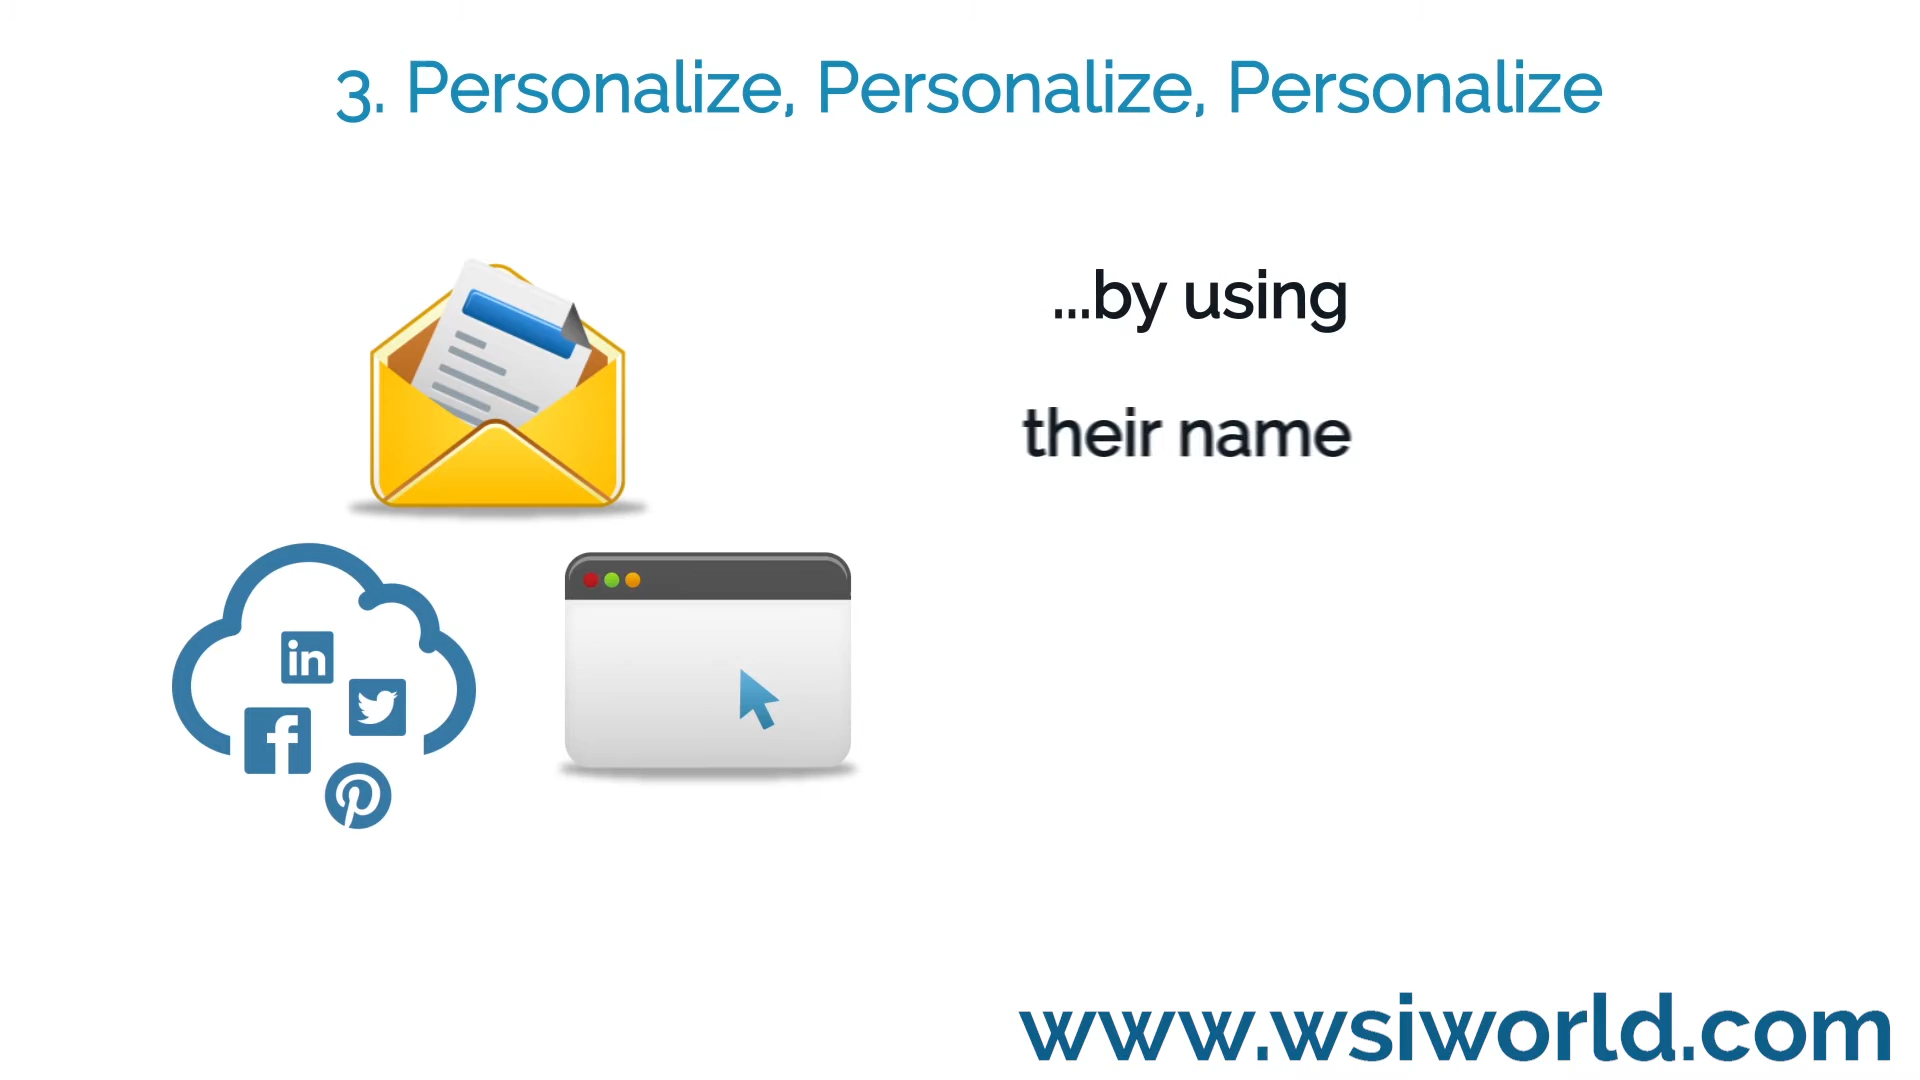 3. Personalize, Personalize, Personalize
...by using
their name
in
f
www.wsiworld.com